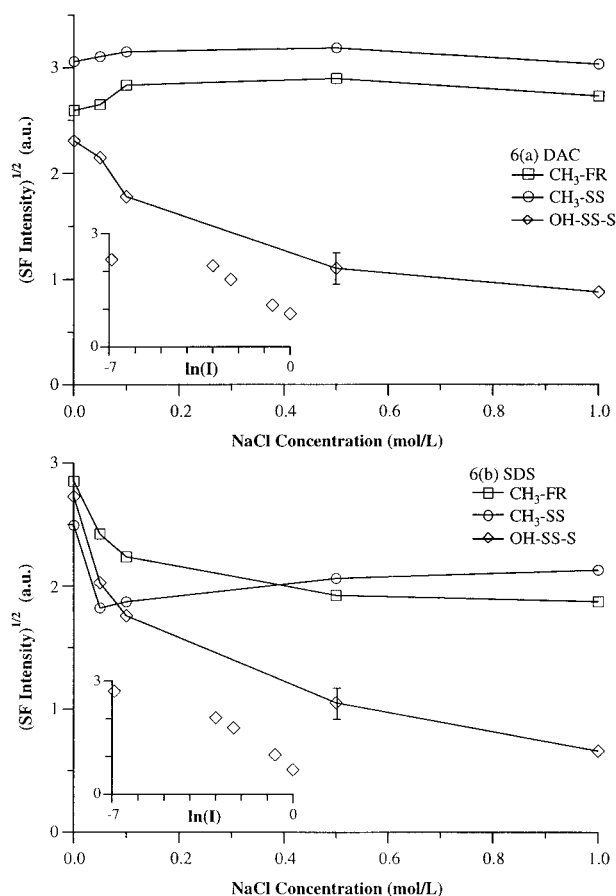 3
2
1
0
(SF Intensity)1/2 (a.u.)
6(a) DAC
CH3-FR
CH3-SS
OH-SS-S
3
0
-7
ln(I)
0
0.0
0.2
0.4
0.6
0.8
1.0
NaCl Concentration (mol/L)
3
2
1
0
(SF Intensity)1/2 (a.u.)
6(b) SDS
CH3-FR
CH3-SS
OH-SS-S
3
0
-7
ln(I)
0
0.0
0.2
0.4
0.6
0.8
1.0
NaCl Concentration (mol/L)